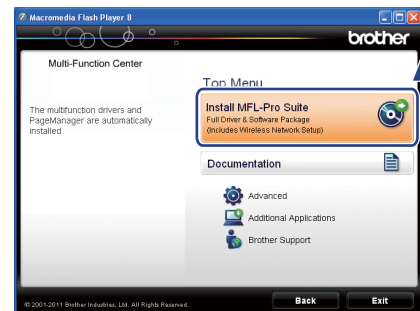 Macromedia Flash Player 8
brother
Multi-Function Center
The multifunction drivers and
PageManager are automatically
installed.
Top Menu
Install MFL-Pro Suite
Full Driver & Software Package
(Includes Wireless Network Setup)
Documentation
Advanced
Additional Applications
Brother Support
© 2001-2011 Brother Industries, Ltd. All Rights Reserved.
Back
Exit